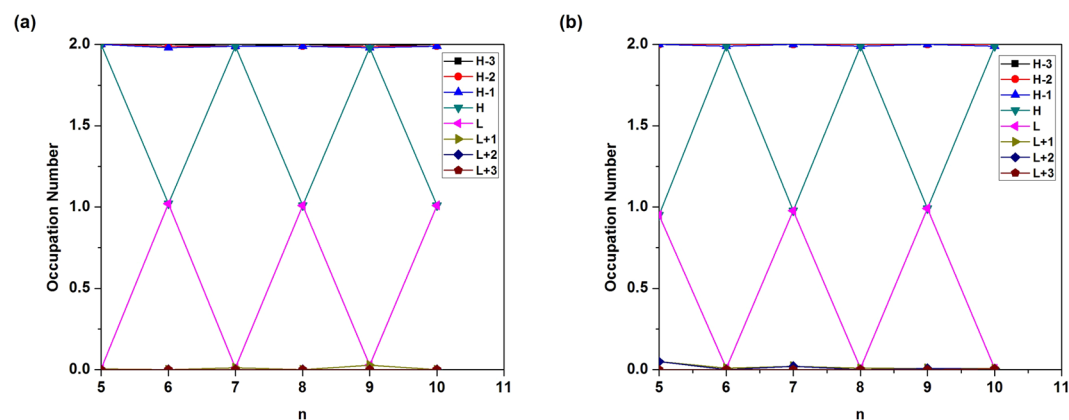 (a)
2.0
1.5
1.0
0.5
0.0
Occupation Number
5 6 7 8 9 10 11
n
H-3
H-2
H-1
H
L
L+1
L+2
L+3
(b)
2.0
1.5
1.0
0.5
0.0
Occupation Number
5 6 7 8 9 10 11
n
H-3
H-2
H-1
H
L
L+1
L+2
L+3